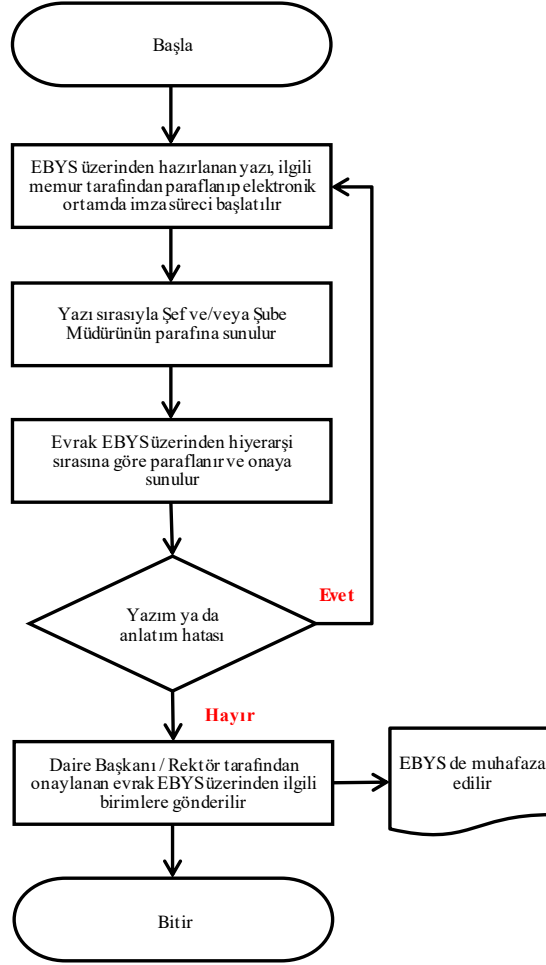 Başla
EBYS üzerinden hazırlanan yazı, ilgili
memur tarafından paraflanıp elektronik
ortamda imza süreci başlatılır
Yazı sırasıyla Şef ve/veya Şube
Müdürünün parafına sunulur
Evrak EBYS üzerinden hiyerarşi
sırasına göre paraflanır ve onaya
sunulur
Yazım ya da
anlatım hatası
Evet
Hayır
Daire Başkanı / Rektör tarafından
onaylanan evrak EBYS üzerinden ilgili
birimlere gönderilir
EBYS de muhafaza
edilir
Bitir